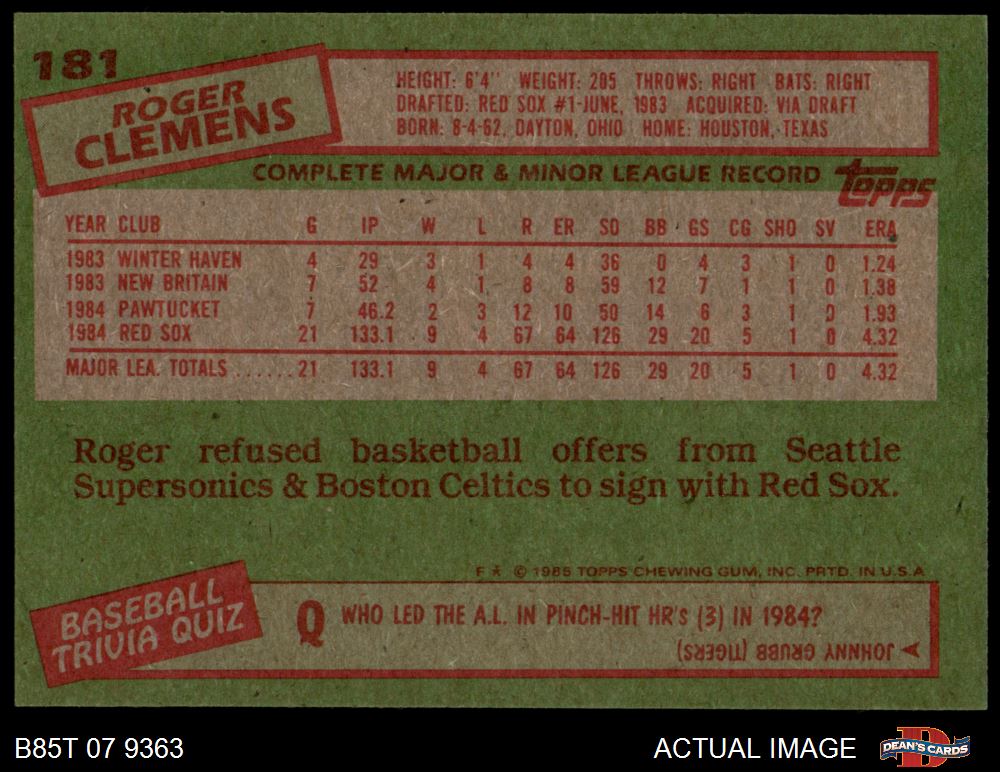 181
ROGER
CLEMENS
HEIGHT: 6'4" WEIGHT: 205 THROWS: RIGHT BATS: RIGHT
DRAFTED: RED SOX #1-JUNE, 1983 ACQUIRED: VIA DRAFT
BORN: 8-4-62, DAYTON, OHIO HOME: HOUSTON, TEXAS
COMPLETE MAJOR & MINOR LEAGUE RECORD
topps
YEAR CLUB G IP W L R ER SO BB GS CG SHO SV ERA
1983 WINTER HAVEN 4 29 3 1 4 4 36 0 4 3 1 0 1.24
1983 NEW BRITAIN 7 52 4 1 8 8 59 12 7 1 1 0 1.38
1984 PAWTUCKET 7 46.2 2 3 12 10 50 14 6 3 1 0 1.93
1984 RED SOX 21 133.1 9 4 67 64 126 29 20 5 1 0 4.32
MAJOR LEA. TOTALS ...... 21 133.1 9 4 67 64 126 29 20 5 1 0 4.32
Roger refused basketball offers from Seattle
Supersonics & Boston Celtics to sign with Red Sox.
F ★ © 1985 TOPPS CHEWING GUM, INC. PRTD. IN U.S.A
BASEBALL
TRIVIA QUIZ
Q WHO LED THE A.L. IN PINCH-HIT HR's (3) IN 1984?
JOHNNY GRUBB (TIGERS)
B85T 07 9363
ACTUAL IMAGE
D
DEAN'S CARDS